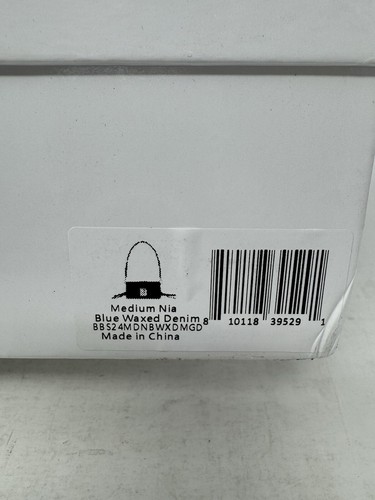 Medium Nia
Blue Waxed Denim
BBS24MDNBWXDMGD
Made in China
8 10118 39529 1